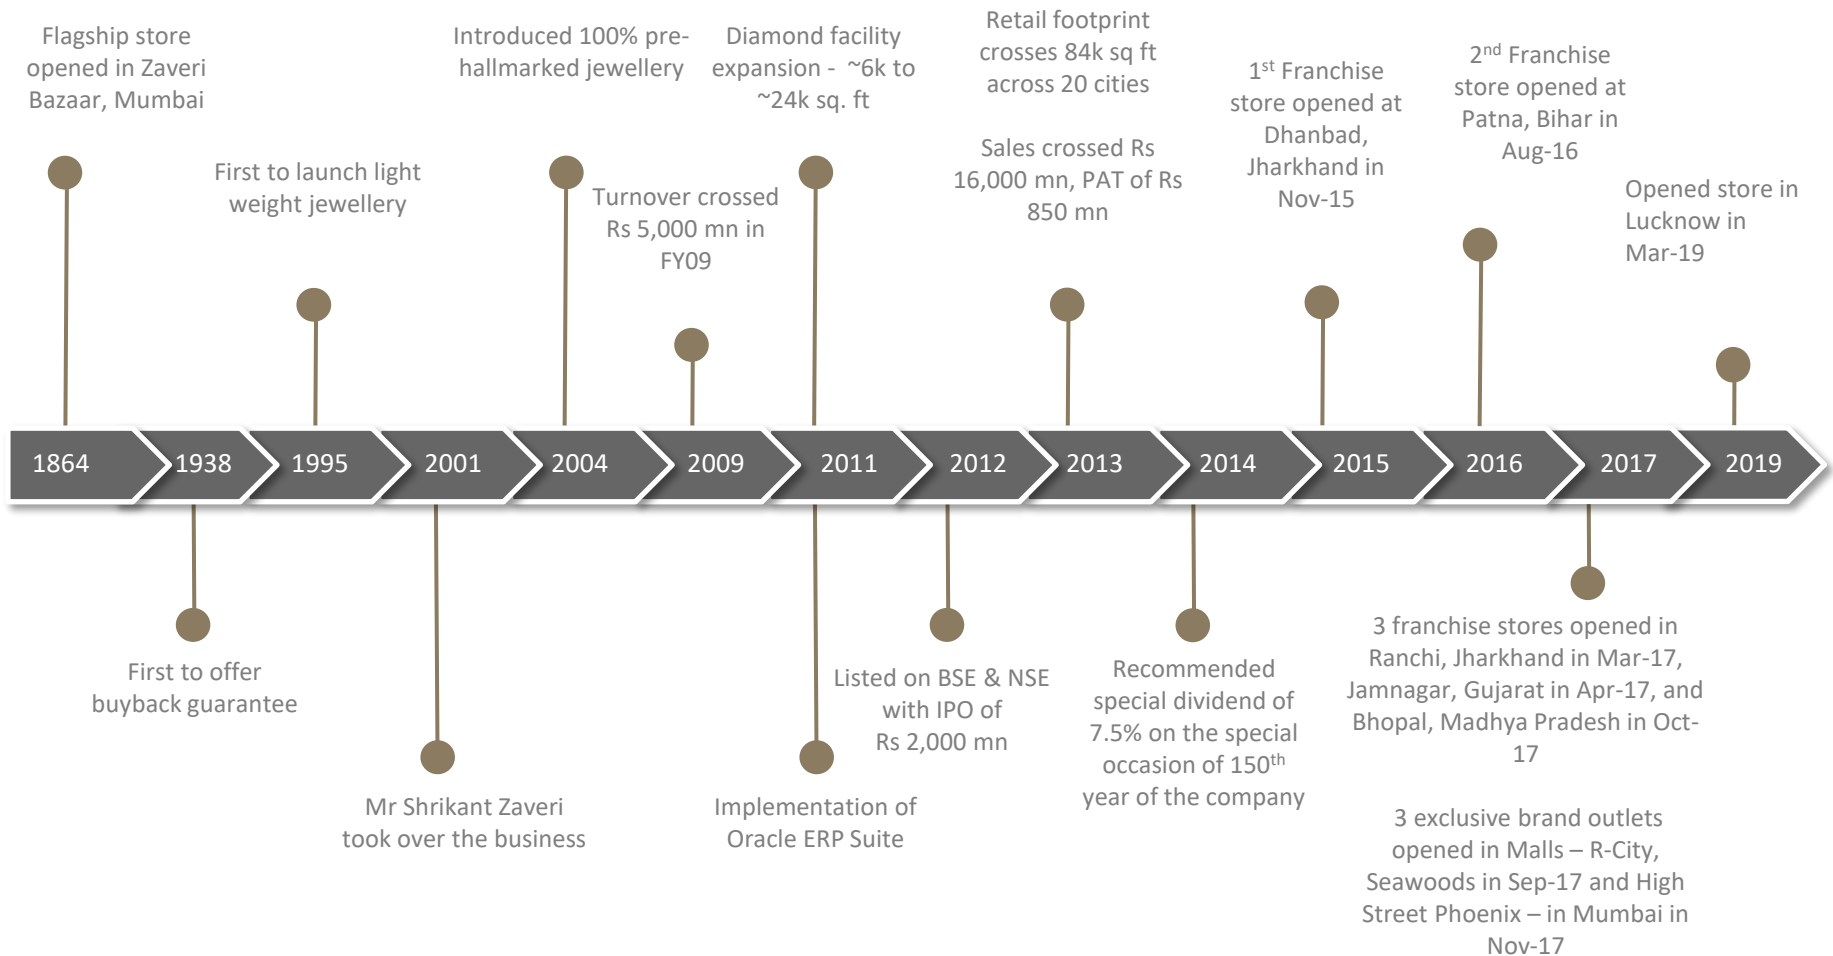 Flagship store
opened in Zaveri
Bazaar, Mumbai
First to launch light
weight jewellery
Introduced 100% pre-
hallmarked jewellery
Turnover crossed
Rs 5,000 mn in
FY09
Diamond facility
expansion - ~6k to
~24k sq. ft
Retail footprint
crosses 84k sq ft
across 20 cities
Sales crossed Rs
16,000 mn, PAT of Rs
850 mn
1st Franchise
store opened at
Dhanbad,
Jharkhand in
Nov-15
2nd Franchise
store opened at
Patna, Bihar in
Aug-16
Opened store in
Lucknow in
Mar-19
1864 1938 1995 2001 2004 2009 2011 2012 2013 2014 2015 2016 2017 2019
First to offer
buyback guarantee
Mr Shrikant Zaveri
took over the business
Implementation of
Oracle ERP Suite
Listed on BSE & NSE
with IPO of
Rs 2,000 mn
Recommended
special dividend of
7.5% on the special
occasion of 150th
year of the company
3 franchise stores opened in
Ranchi, Jharkhand in Mar-17,
Jamnagar, Gujarat in Apr-17, and
Bhopal, Madhya Pradesh in Oct-
17
3 exclusive brand outlets
opened in Malls – R-City,
Seawoods in Sep-17 and High
Street Phoenix – in Mumbai in
Nov-17